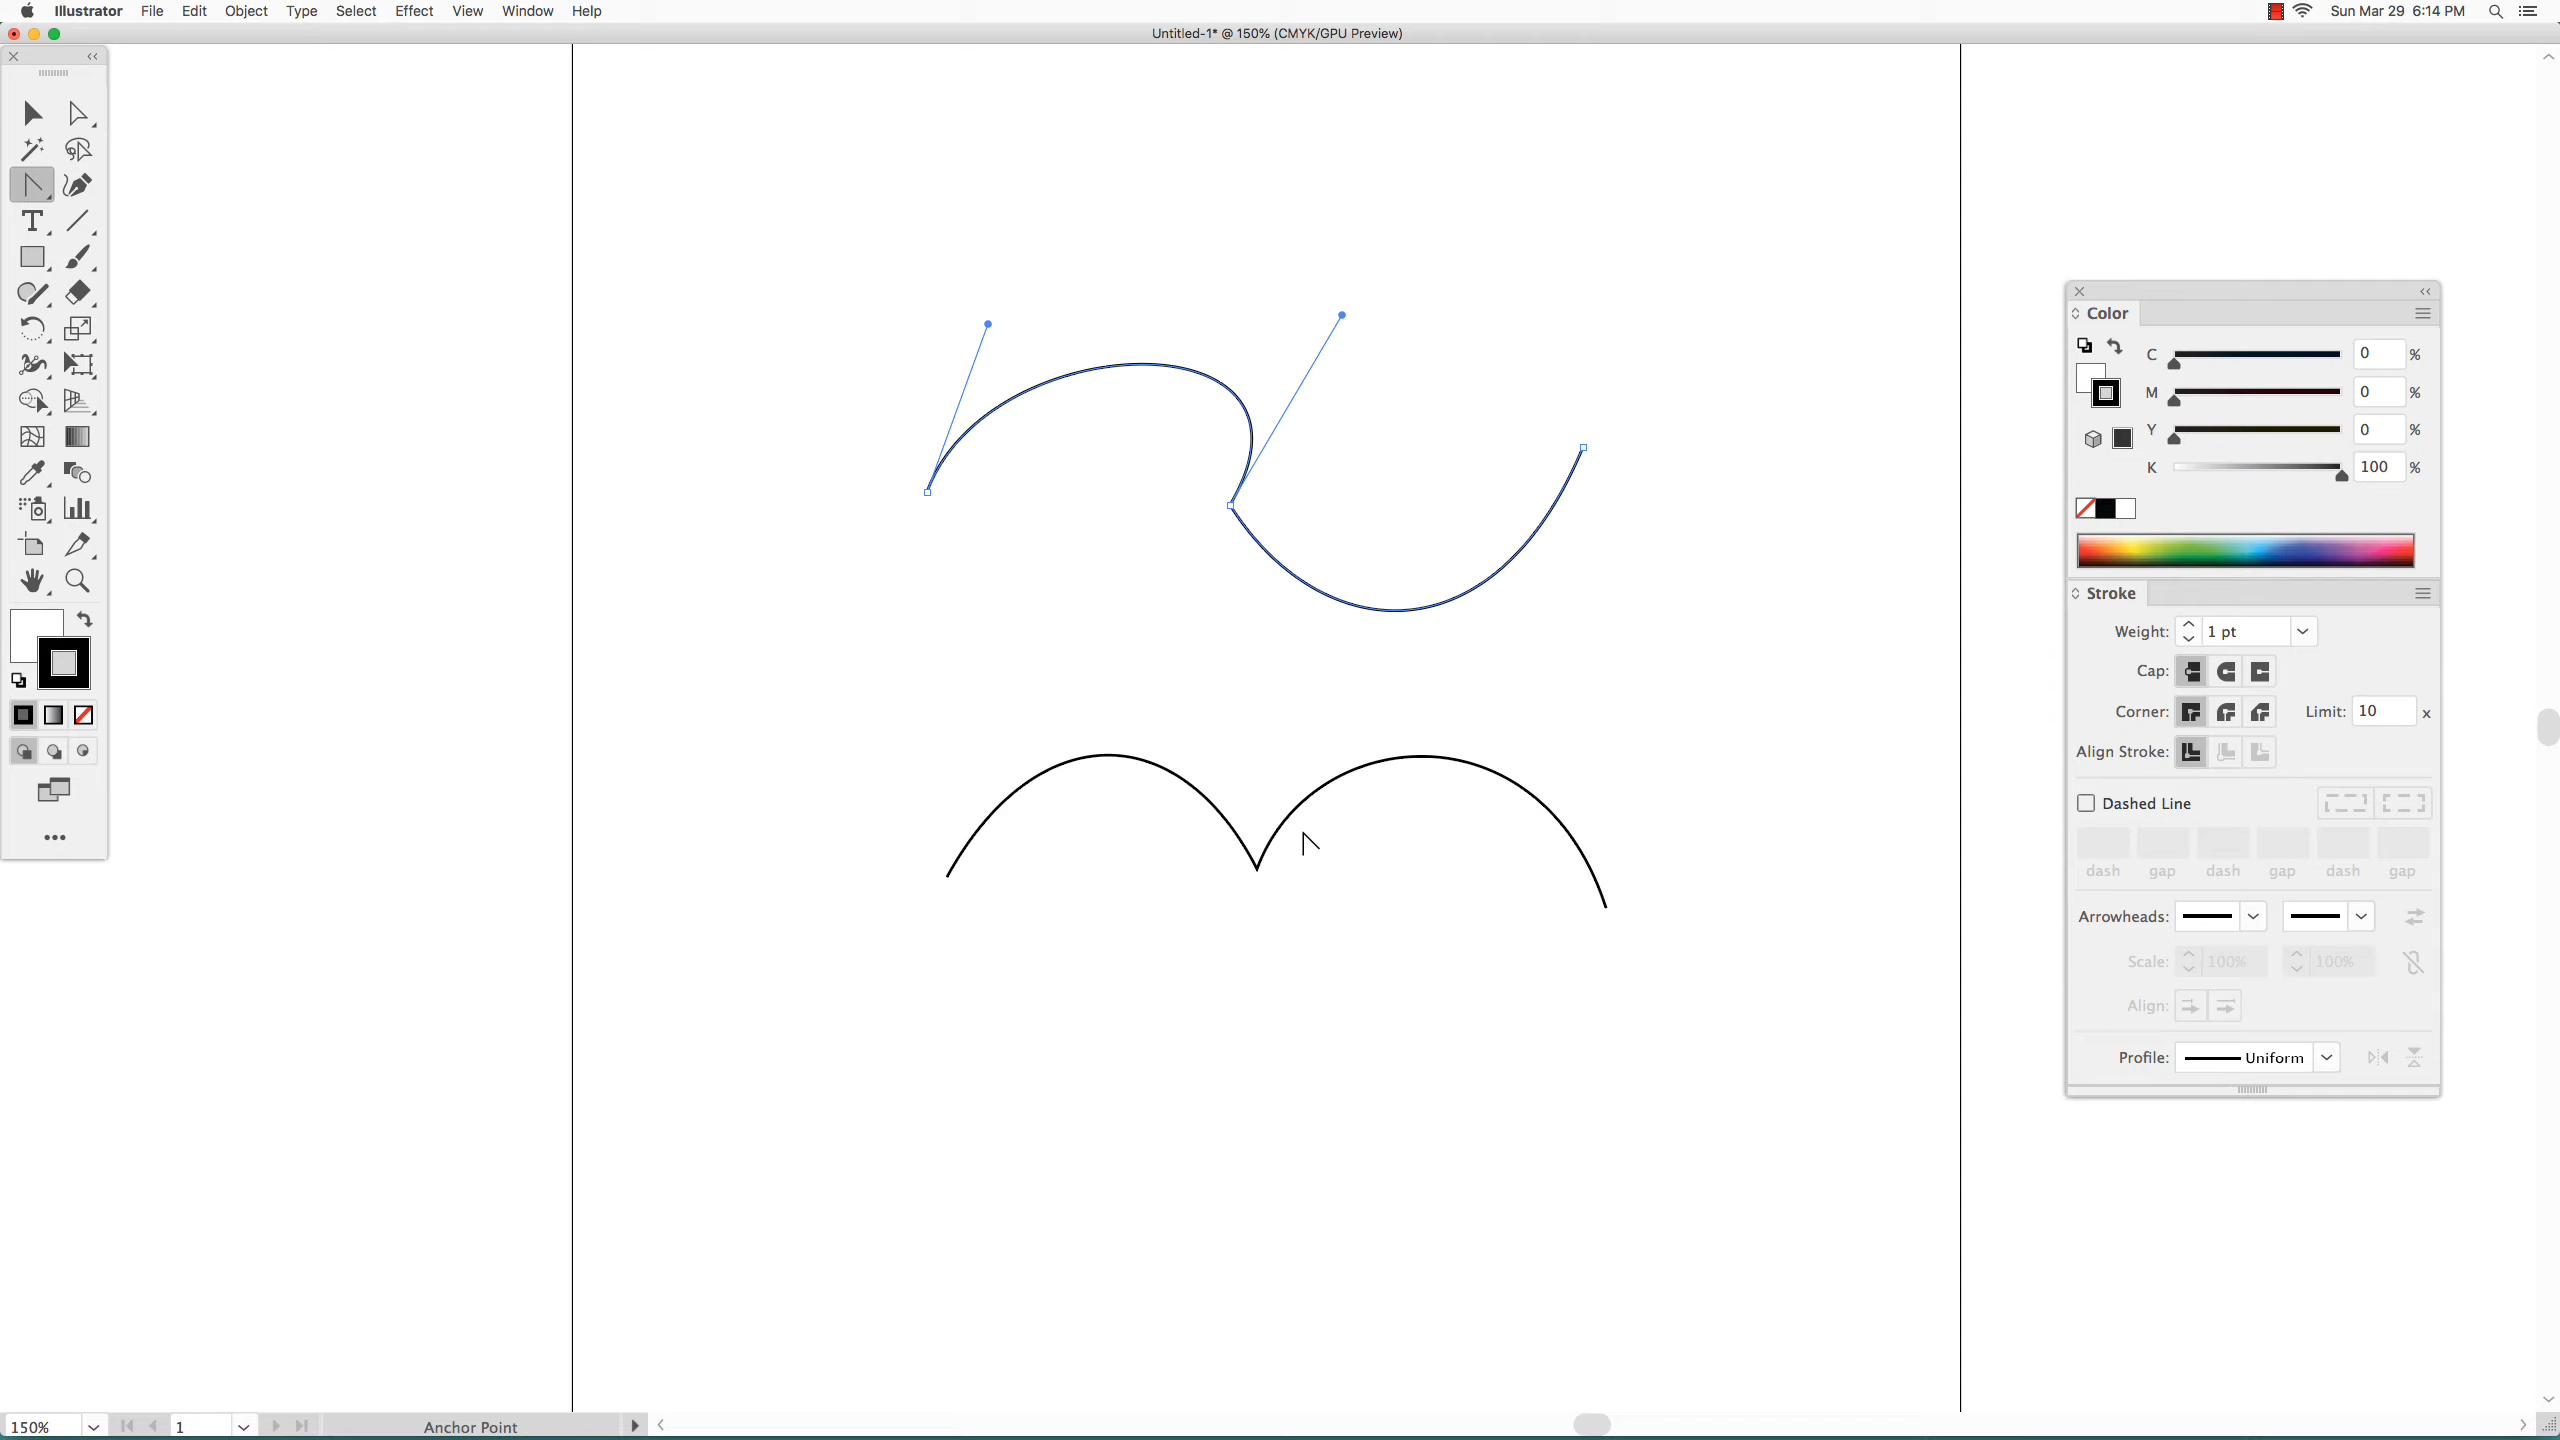 Illustrator File Edit Object Type Select Effect View Window Help Sun Mar 29 6:14 PM
Untitled-1* @ 150% (CMYK/GPU Preview)
Color
C 0 %
M 0 %
Y 0 %
K 100 %
Stroke
Weight: 1 pt
Cap:
Corner: Limit: 10 x
Align Stroke:
Dashed Line
dash gap dash gap dash gap
Arrowheads:
Scale: 100% 100%
Align:
Profile: Uniform
150% 1 Anchor Point